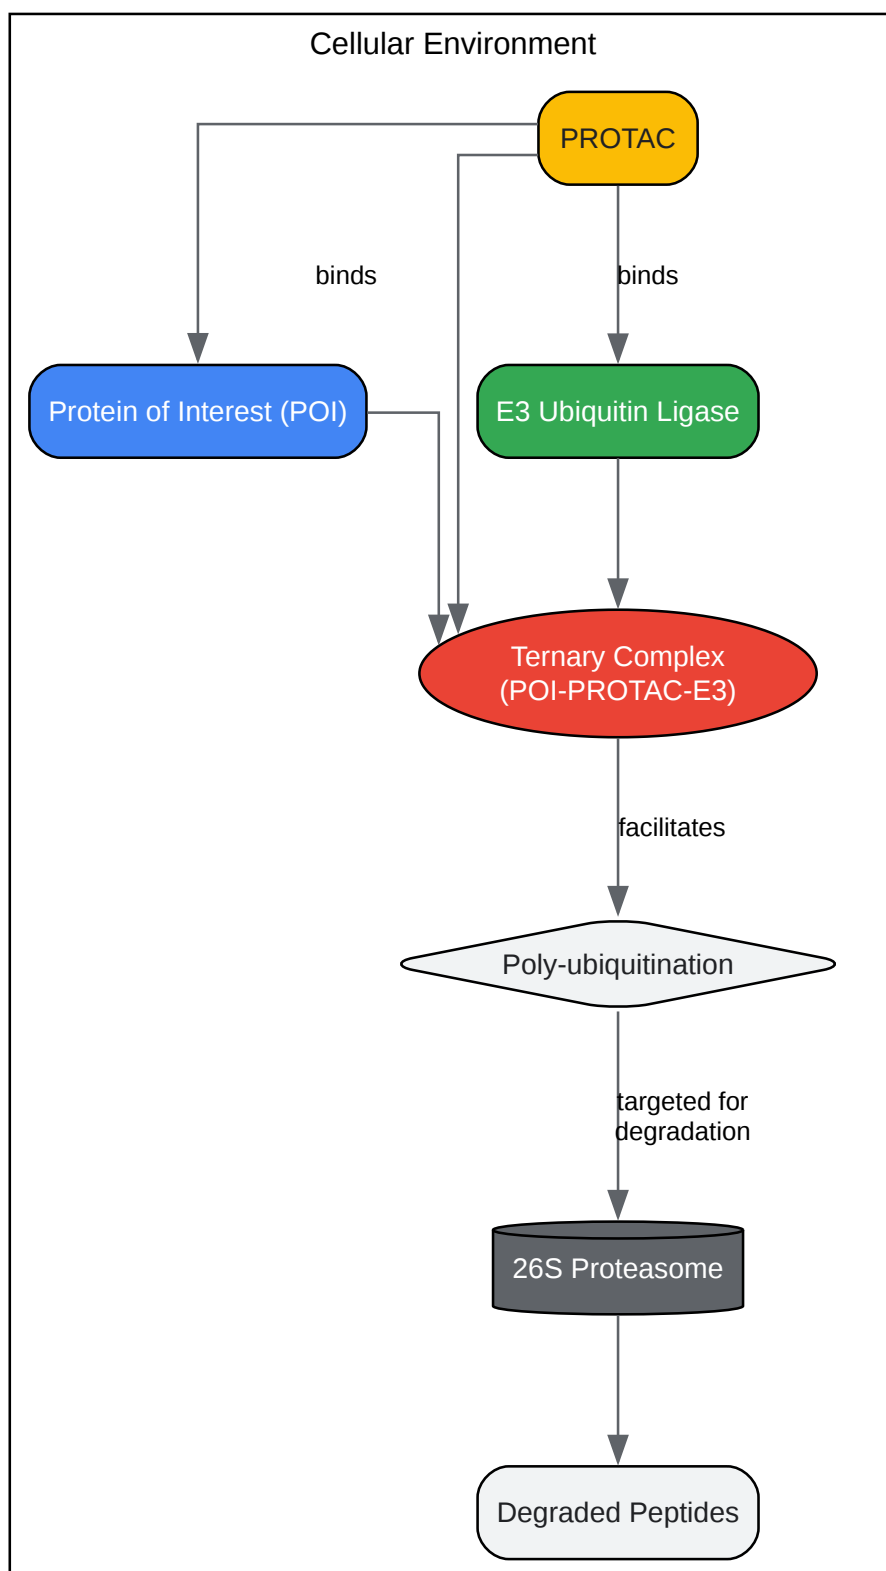 Cellular Environment
PROTAC
binds
binds
Protein of Interest (POI)
E3 Ubiquitin Ligase
Ternary Complex
(POI-PROTAC-E3)
facilitates
Poly-ubiquitination
targeted for
degradation
26S Proteasome
Degraded Peptides